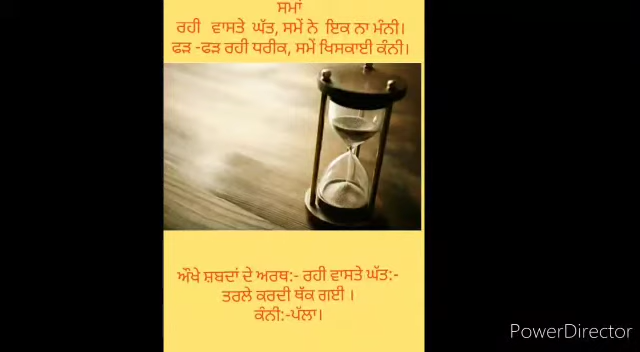 ਸਮਾਂ
ਰਹੀ ਵਾਸਤੇ ਘੱਤ, ਸਮੇਂ ਨੇ ਇਕ ਨਾ ਮੰਨੀ।
ਫੜ -ਫੜ ਰਹੀ ਧਰੀਕ, ਸਮੇਂ ਖਿਸਕਾਈ ਕੰਨੀ।
ਔਖੇ ਸ਼ਬਦਾਂ ਦੇ ਅਰਥ:- ਰਹੀ ਵਾਸਤੇ ਘੱਤ:-
ਤਰਲੇ ਕਰਦੀ ਥੱਕ ਗਈ ।
ਕੰਨੀ:-ਪੱਲਾ।
PowerDirector